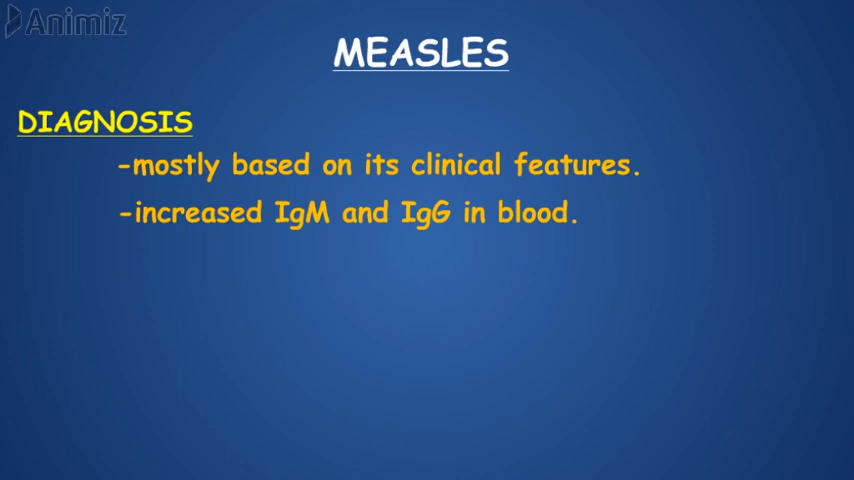 Animiz
MEASLES
DIAGNOSIS
-mostly based on its clinical features.
-increased IgM and IgG in blood.